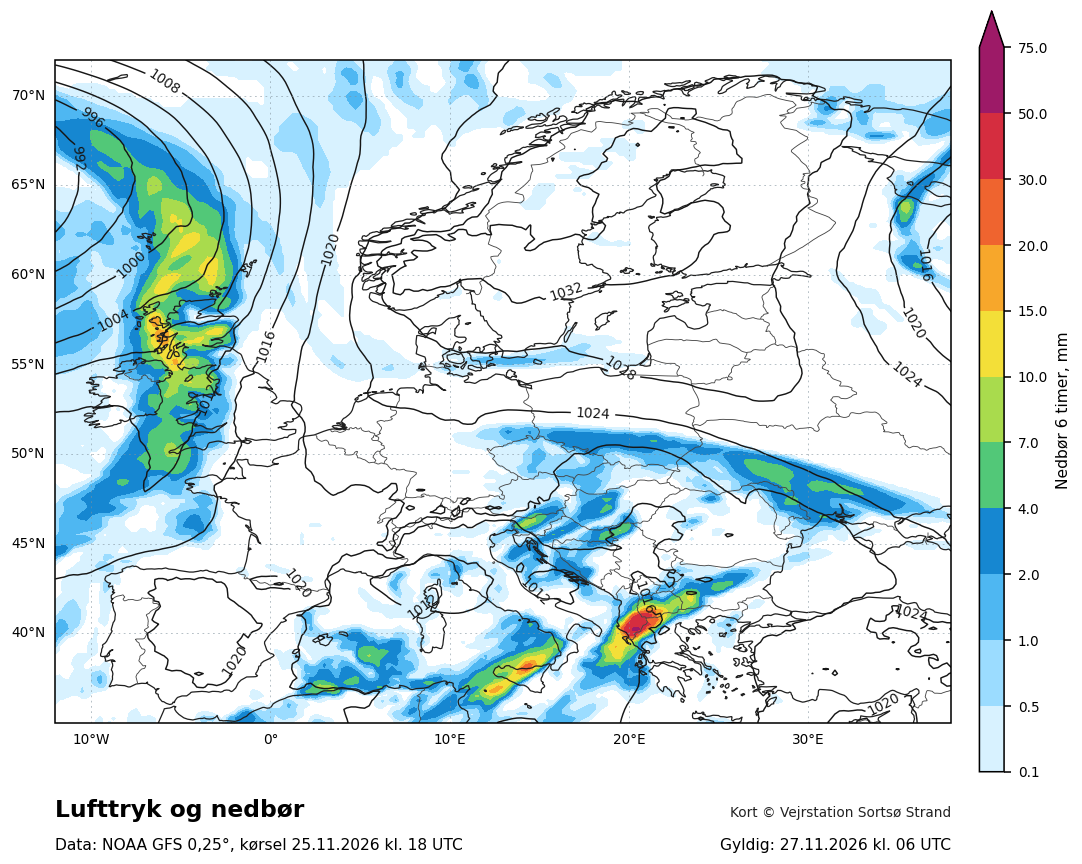 75.0
50.0
30.0
20.0
15.0
10.0
7.0
4.0
2.0
1.0
0.5
0.1
Nedbør 6 timer, mm
70°N
65°N
60°N
55°N
50°N
45°N
40°N
10°W
0°
10°E
20°E
30°E
1008
996
992
1000
1004
1012
1016
1020
1032
1028
1024
1016
1020
1024
1020
1012
1012
1016
1020
1024
1020
Lufttryk og nedbør
Kort © Vejrstation Sortsø Strand
Data: NOAA GFS 0,25°, kørsel 25.11.2026 kl. 18 UTC
Gyldig: 27.11.2026 kl. 06 UTC